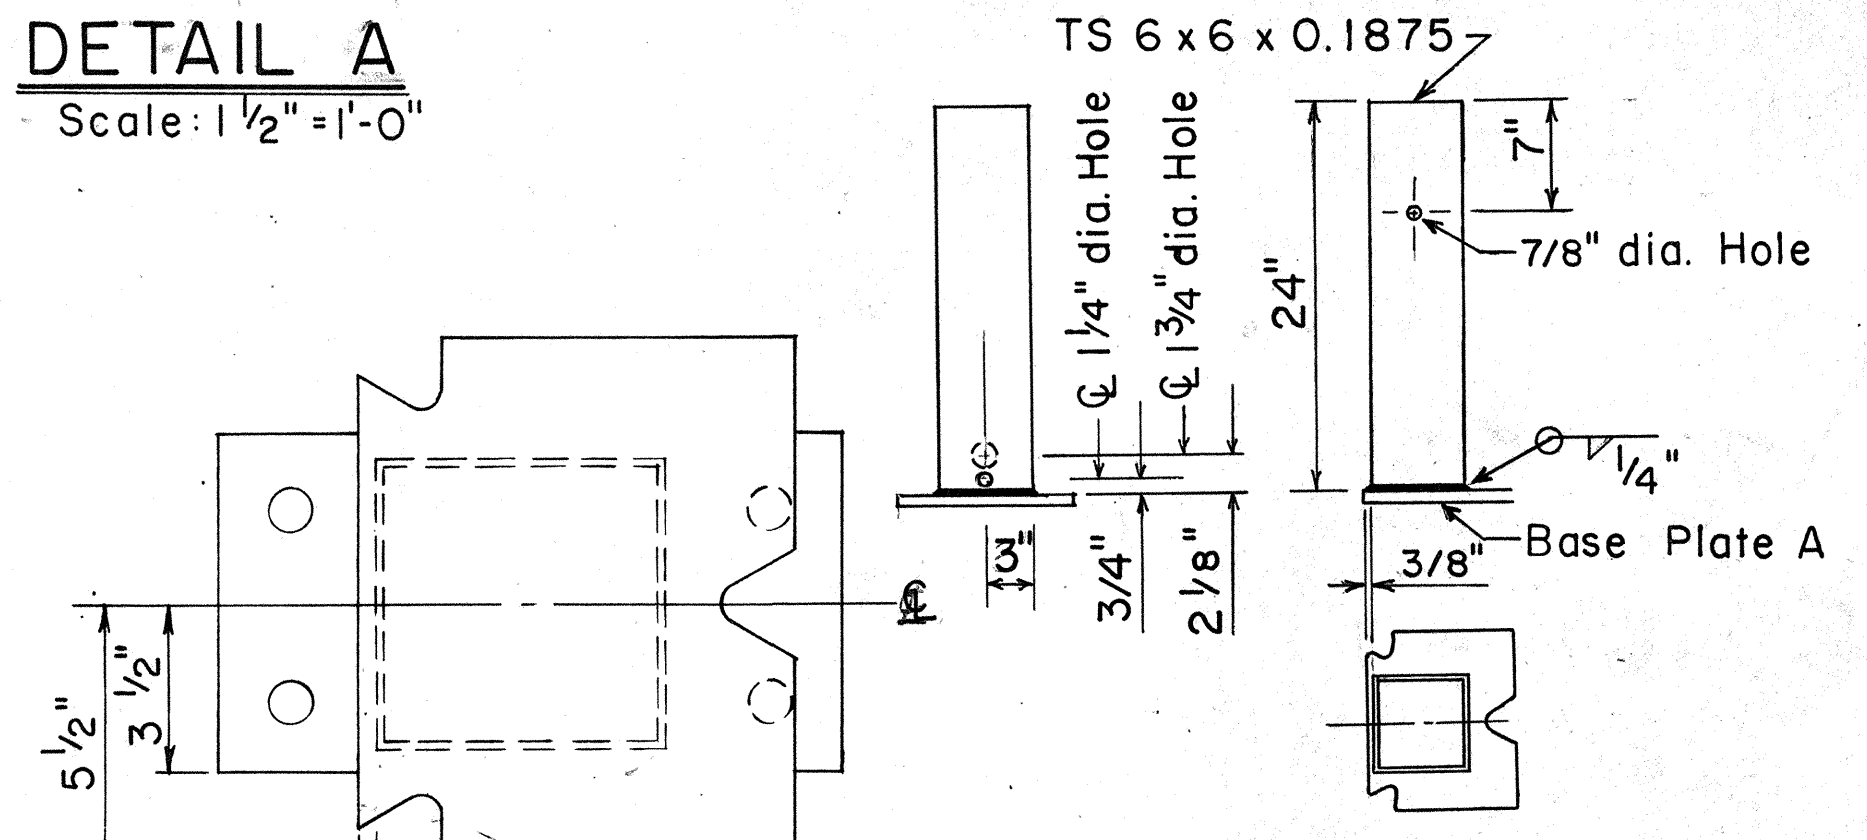 DETAIL A
Scale: 1 1/2" = 1'-0"
TS 6 x 6 x 0.1875
℄ 1 1/4" dia. Hole
℄ 1 3/4" dia. Hole
7"
7/8" dia. Hole
24"
1/4"
Base Plate A
3"
3/4"
2 1/8"
3/8"
℄
3 1/2"
5 1/2"